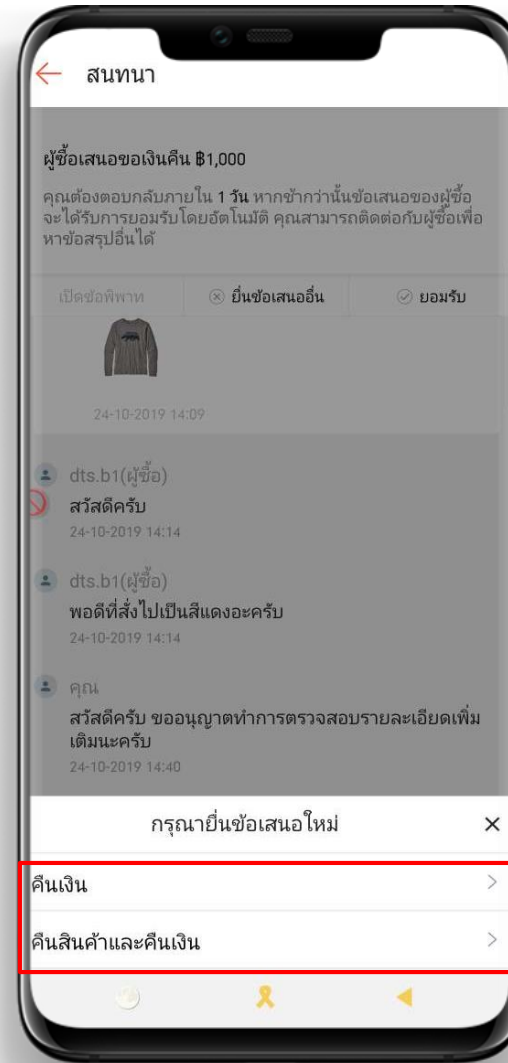 สนทนา
ผู้ซื้อเสนอขอเงินคืน ฿1,000
คุณต้องตอบกลับภายใน 1 วัน หากช้ากว่านั้นข้อเสนอของผู้ซื้อ
จะได้รับการยอมรับโดยอัตโนมัติ คุณสามารถติดต่อกับผู้ซื้อเพื่อ
หาข้อสรุปอื่นได้
เปิดข้อพิพาท ยื่นข้อเสนออื่น ยอมรับ
24-10-2019 14:09
dts.b1(ผู้ซื้อ)
สวัสดีครับ
24-10-2019 14:14
dts.b1(ผู้ซื้อ)
พอดีที่สั่งไปเป็นสีแดงอะครับ
24-10-2019 14:14
คุณ
สวัสดีครับ ขออนุญาตทำการตรวจสอบรายละเอียดเพิ่ม
เติมนะครับ
24-10-2019 14:40
กรุณายื่นข้อเสนอใหม่
คืนเงิน
คืนสินค้าและคืนเงิน